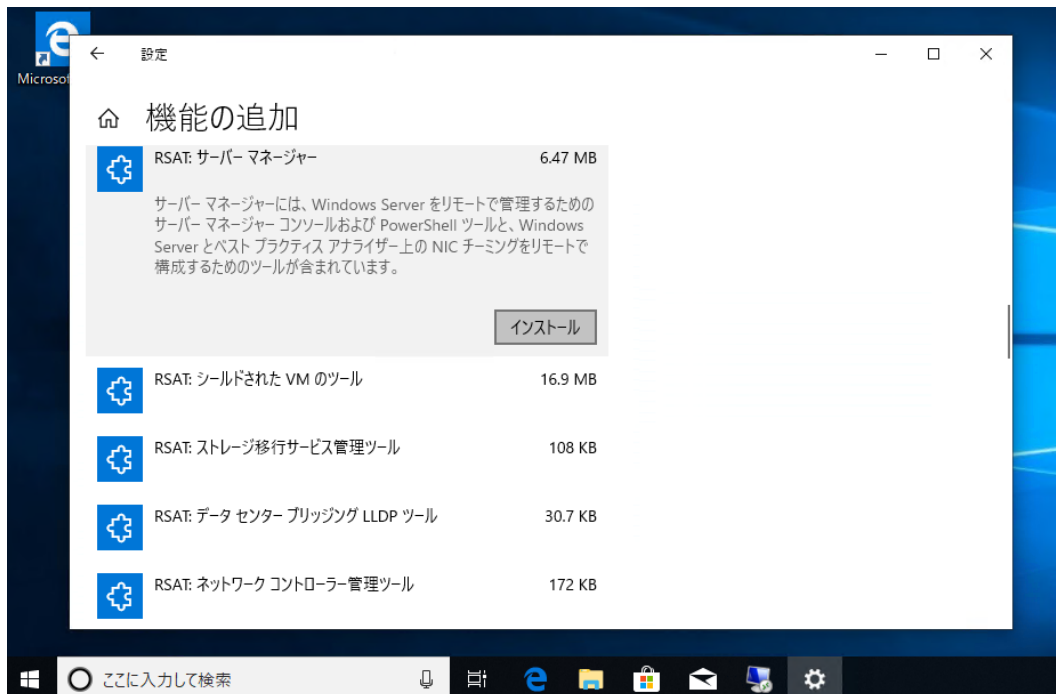 Microsof
設定
機能の追加
RSAT: サーバー マネージャー 6.47 MB
サーバー マネージャーには、Windows Server をリモートで管理するための
サーバー マネージャー コンソールおよび PowerShell ツールと、Windows
Server とベスト プラクティス アナライザー上の NIC チーミングをリモートで
構成するためのツールが含まれています。
インストール
RSAT: シールドされた VM のツール 16.9 MB
RSAT: ストレージ移行サービス管理ツール 108 KB
RSAT: データ センター ブリッジング LLDP ツール 30.7 KB
RSAT: ネットワーク コントローラー管理ツール 172 KB
ここに入力して検索